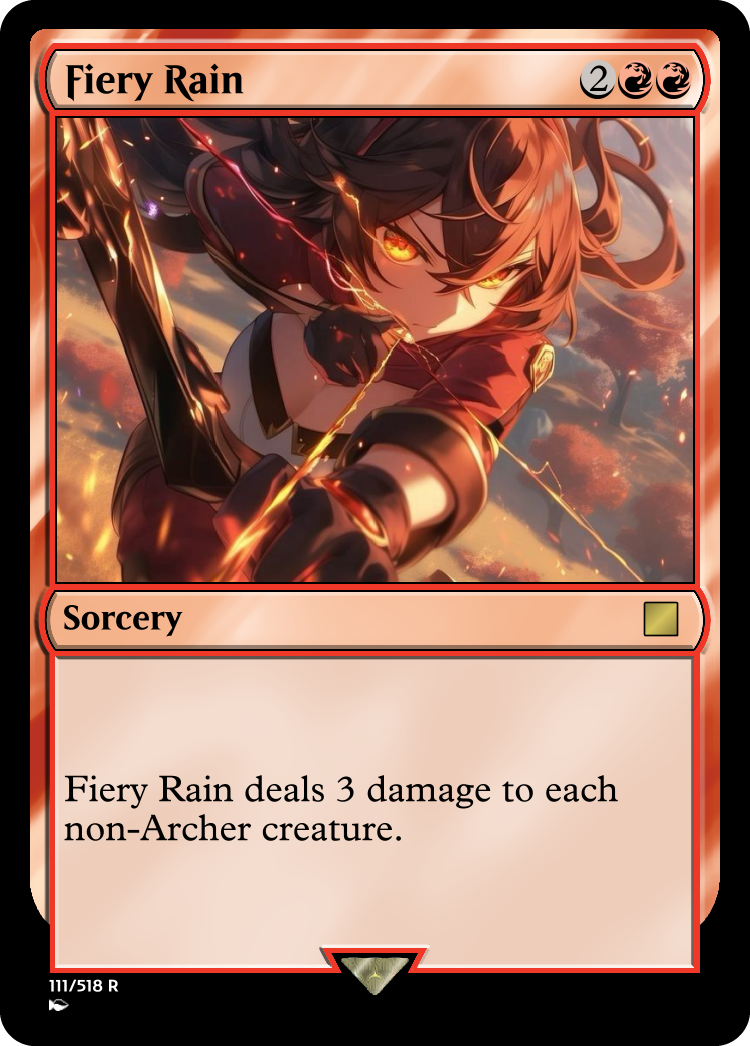 Fiery Rain 2
Sorcery
Fiery Rain deals 3 damage to each
non-Archer creature.
111/518 R